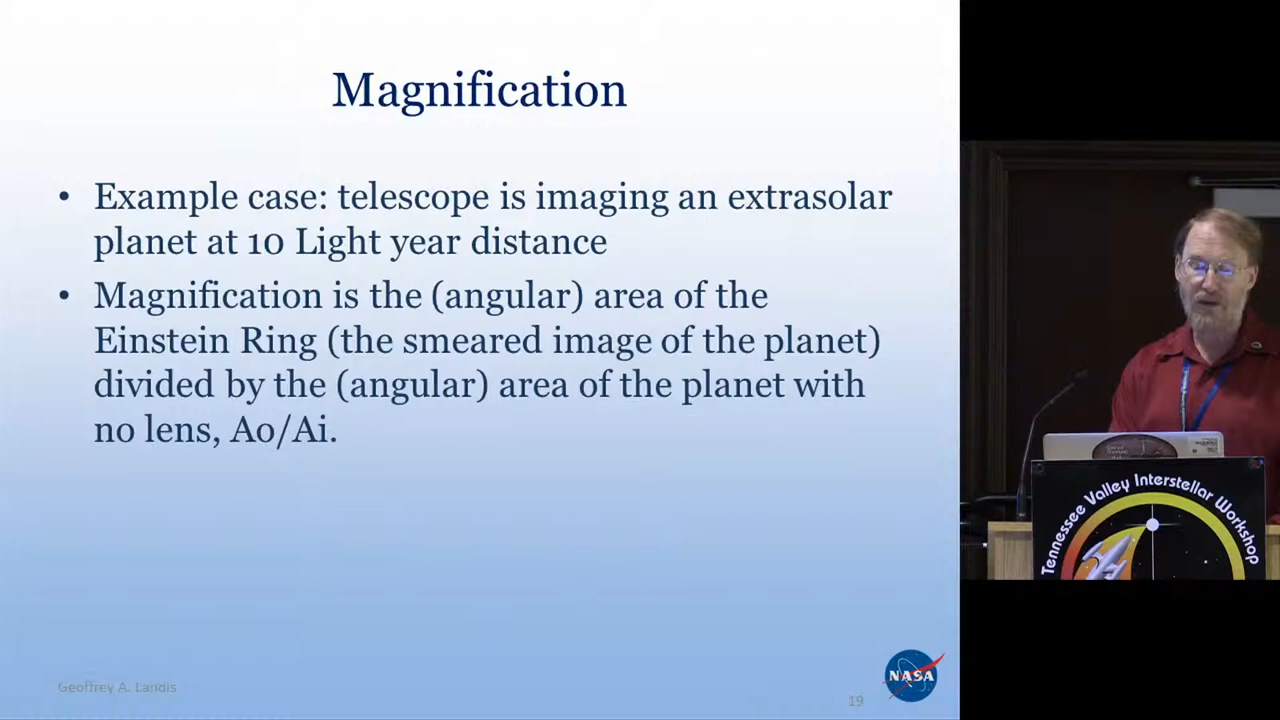 Magnification
• Example case: telescope is imaging an extrasolar
planet at 10 Light year distance
• Magnification is the (angular) area of the
Einstein Ring (the smeared image of the planet)
divided by the (angular) area of the planet with
no lens, Ao/Ai.
Geoffrey A. Landis
19
NASA
Tennessee Valley Interstellar Workshop